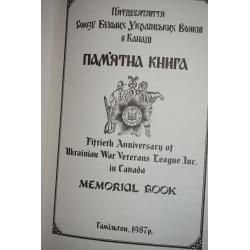 П'ятдесятиття
Союзу Бувших Українських Вояків
в Канаді
ПАМ'ЯТНА КНИГА
Fiftieth Anniversary of
Ukrainian War Veterans League Inc.
in Canada
MEMORIAL BOOK
Гамільтон, 1987р.